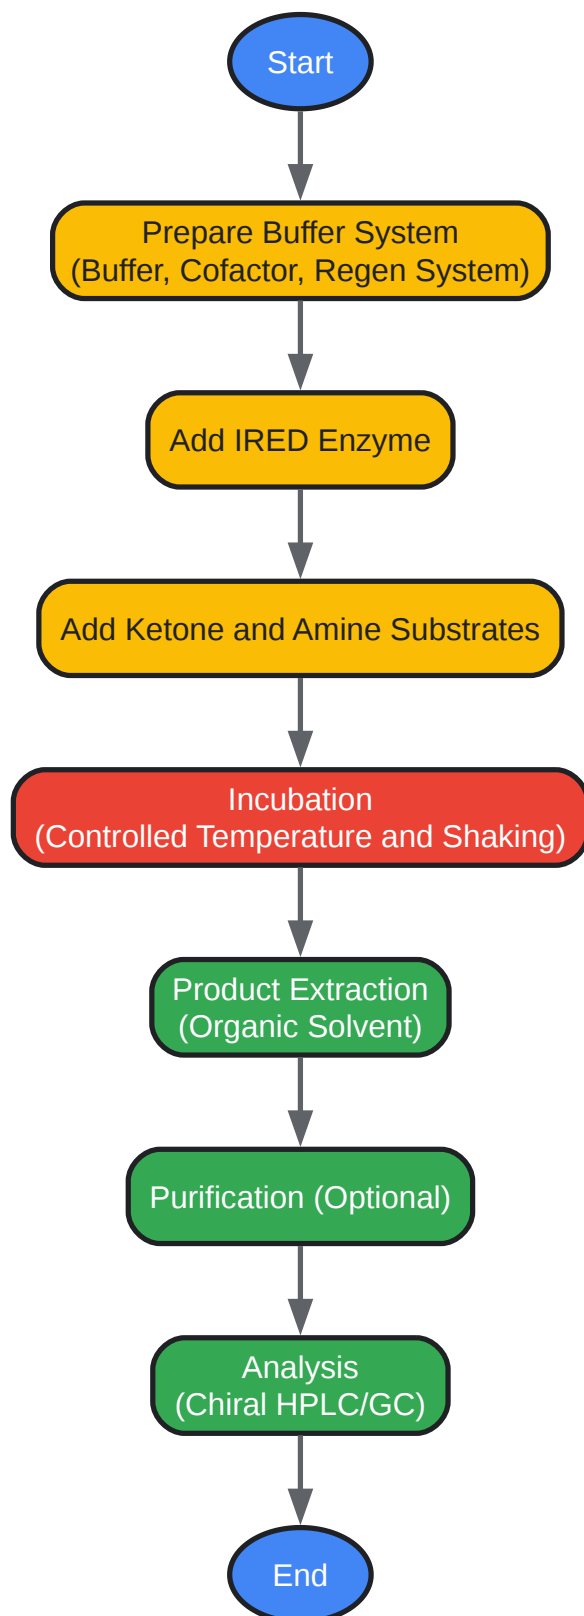 Start
Prepare Buffer System
(Buffer, Cofactor, Regen System)
Add IRED Enzyme
Add Ketone and Amine Substrates
Incubation
(Controlled Temperature and Shaking)
Product Extraction
(Organic Solvent)
Purification (Optional)
Analysis
(Chiral HPLC/GC)
End